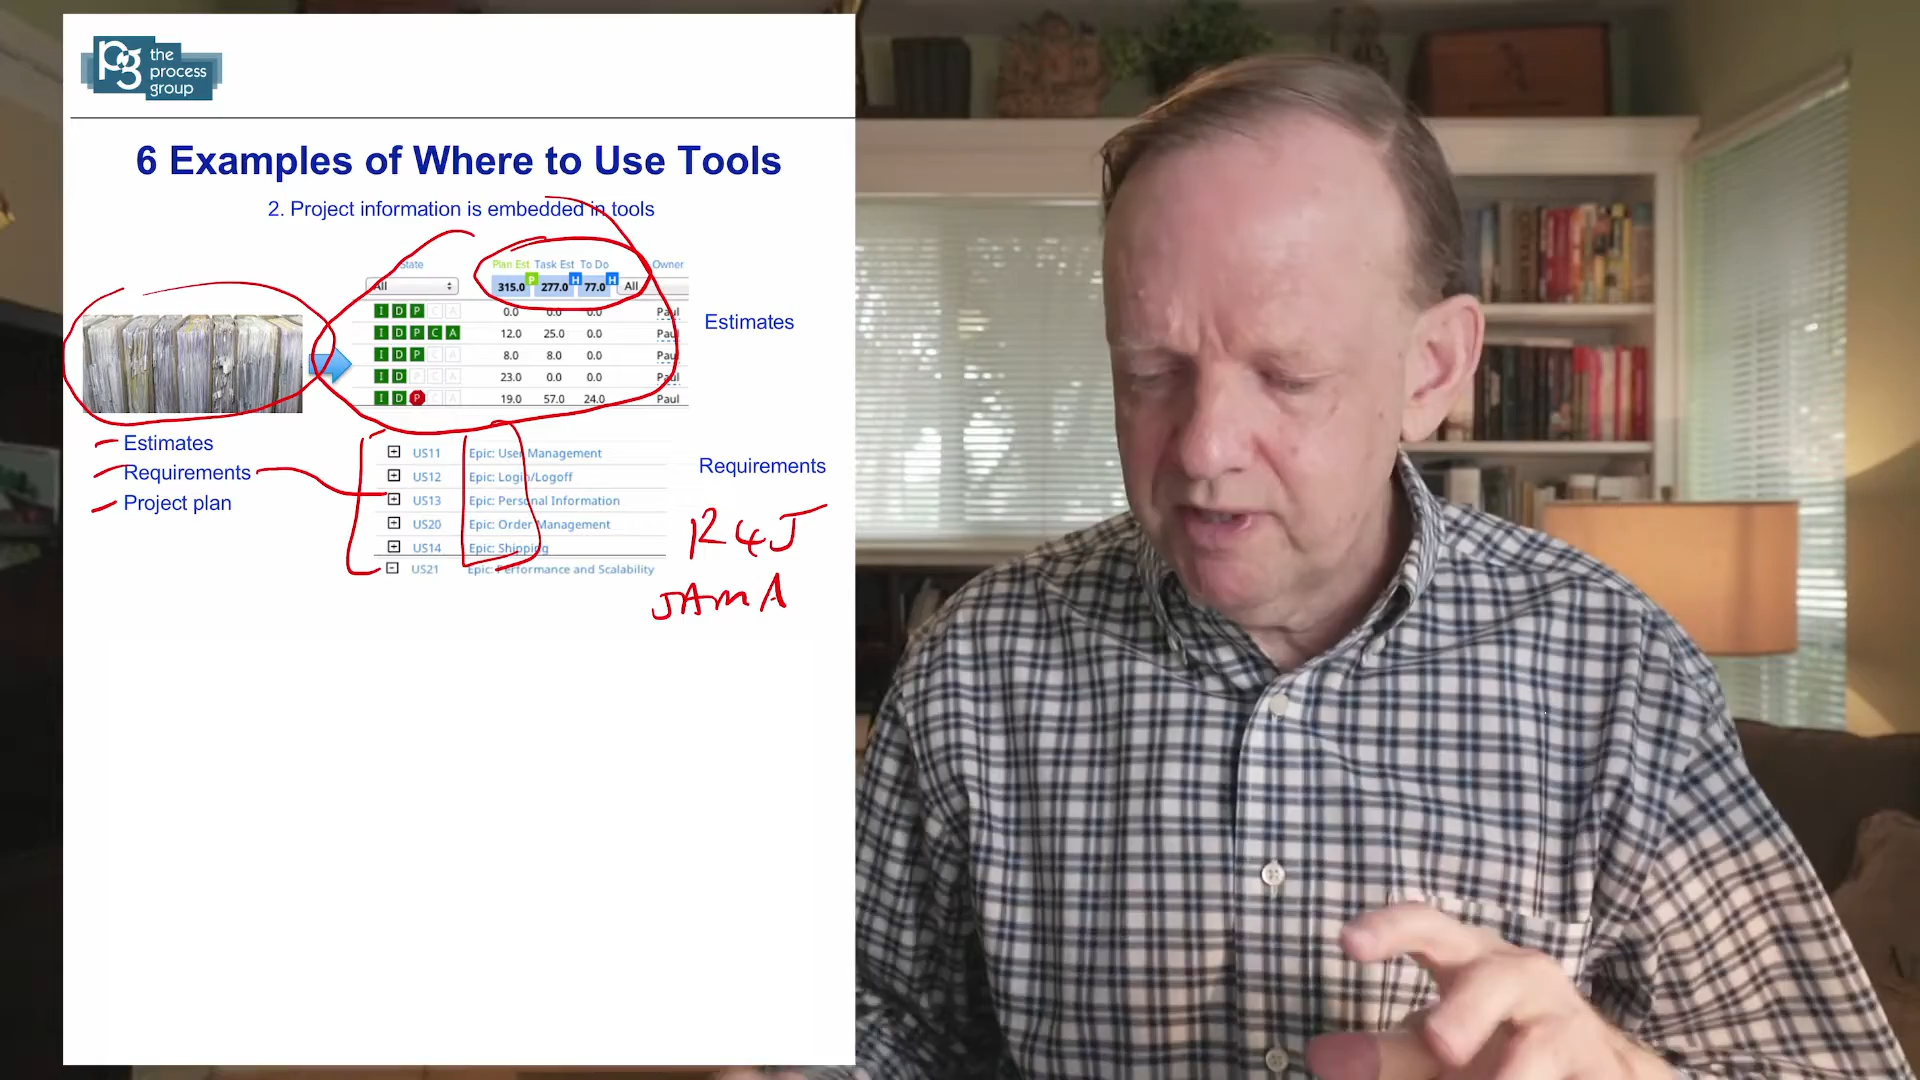 the
process
group
6 Examples of Where to Use Tools
2. Project information is embedded in tools
State Plan Est Task Est To Do Owner
All 315.0 P 277.0 H 77.0 H All
I D P C A 0.0 0.0 0.0 Paul
I D P C A 12.0 25.0 0.0 Paul
I D P C A 8.0 8.0 0.0 Paul
I D P C A 23.0 0.0 0.0 Paul
I D P C A 19.0 57.0 24.0 Paul
Estimates
Estimates
Requirements
Project plan
US11 Epic: User Management
US12 Epic: Login/Logoff
US13 Epic: Personal Information
US20 Epic: Order Management
US14 Epic: Shipping
US21 Epic: Performance and Scalability
Requirements
R4J
JAMA